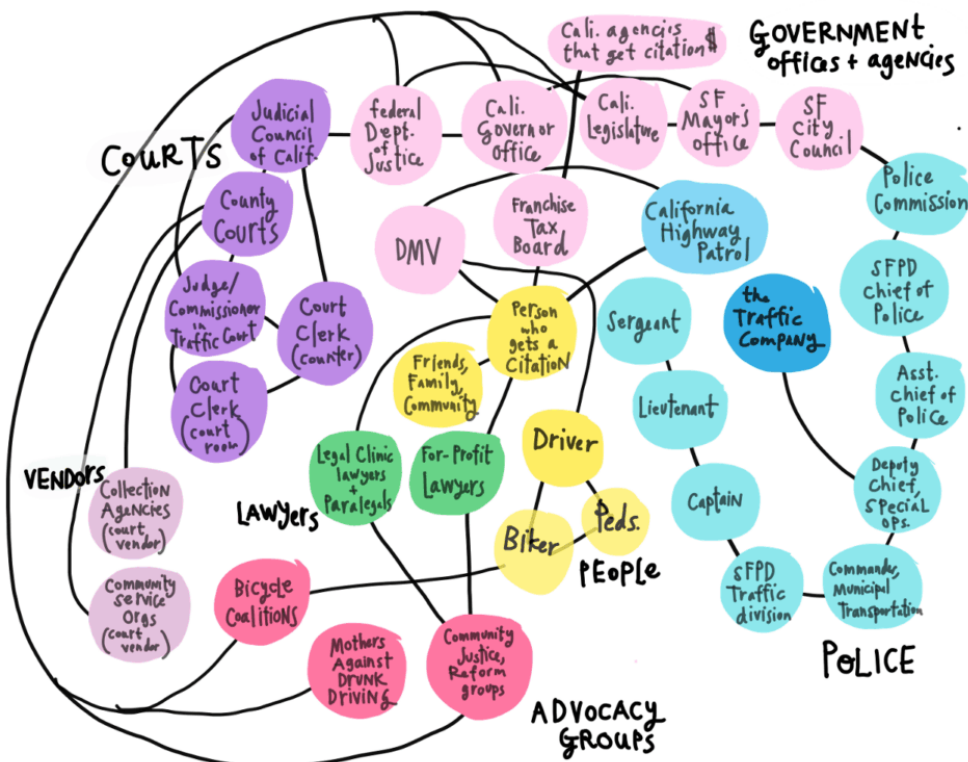 Cali. agencies
that get citation $
GOVERNMENT
offices + agencies
COURTS
Judicial
Council
of Calif.
federal
Dept.
of
Justice
Cali.
Governor
Office
Cali.
Legislature
SF
Mayor's
office
SF
City
Council
Police
Commission
County
Courts
DMV
Franchise
Tax
Board
California
Highway
Patrol
SFPD
Chief of
Police
Judge/
Commissioner
in
Traffic Court
Court
Clerk
(counter)
Person
who
gets a
CITATION
Sergeant
the
Traffic
Company
Friends,
Family,
Community
Court
Clerk
(court
room)
Lieutenant
Asst.
chief of
Police
VENDORS
Collection
Agencies
(court
vendor)
LAWYERS
Legal Clinic
lawyers
+
Paralegals
For-Profit
Lawyers
Driver
Biker
Peds.
PEOPLE
Captain
Deputy
Chief,
Special
ops.
Community
Service
Orgs
(court
vendor)
Bicycle
Coalitions
SFPD
Traffic
division
Commander,
Municipal
Transportation
POLICE
Mothers
Against
Drunk
Driving
Community
Justice,
Reform
groups
ADVOCACY
GROUPS